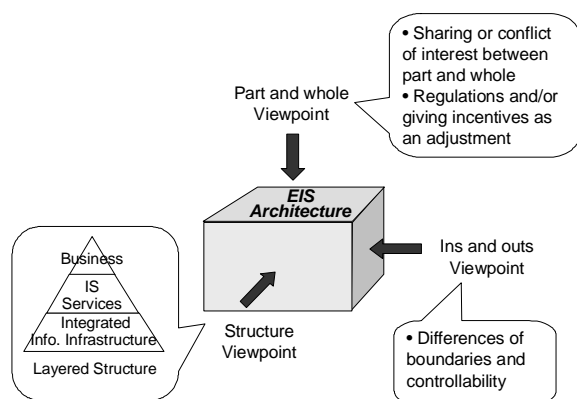 • Sharing or conflict
of interest between
part and whole
• Regulations and/or
giving incentives as
an adjustment
Part and whole
Viewpoint
EIS
Architecture
Ins and outs
Viewpoint
• Differences of
boundaries and
controllability
Structure
Viewpoint
Business
IS
Services
Integrated
Info. Infrastructure
Layered Structure